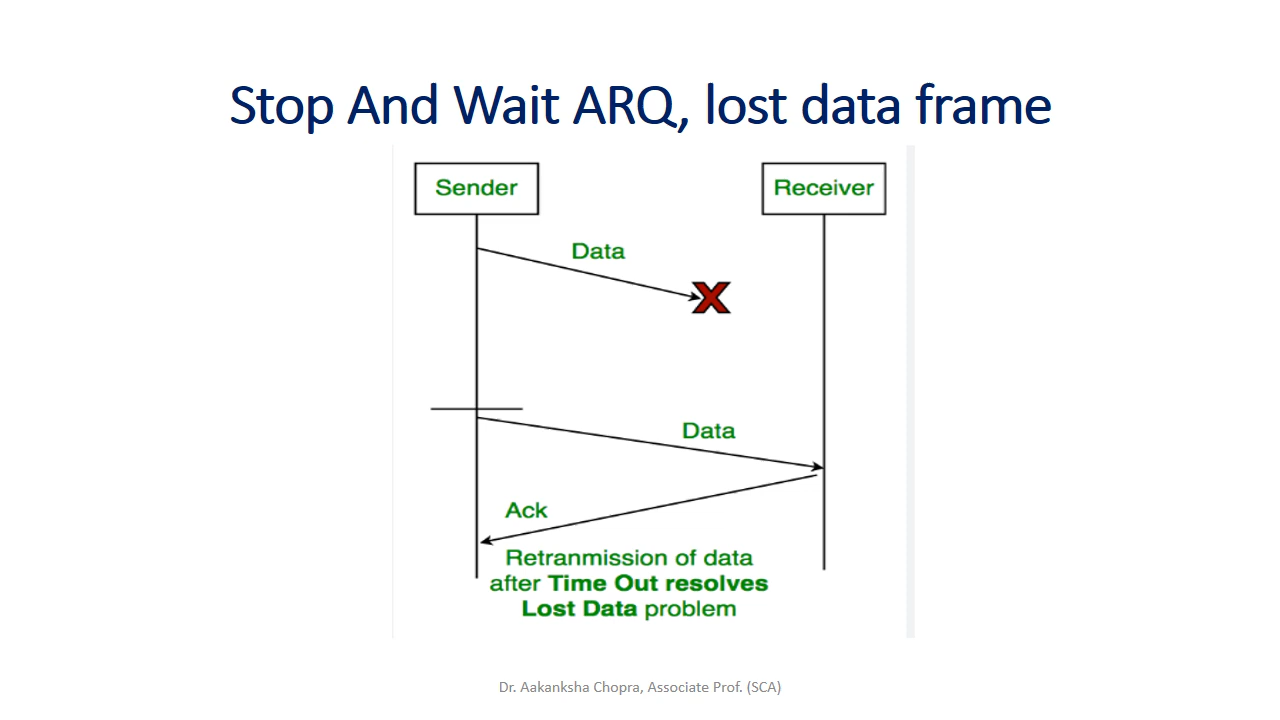 Stop And Wait ARQ, lost data frame
Sender
Receiver
Data
X
Data
Ack
Retranmission of data
after Time Out resolves
Lost Data problem
Dr. Aakanksha Chopra, Associate Prof. (SCA)